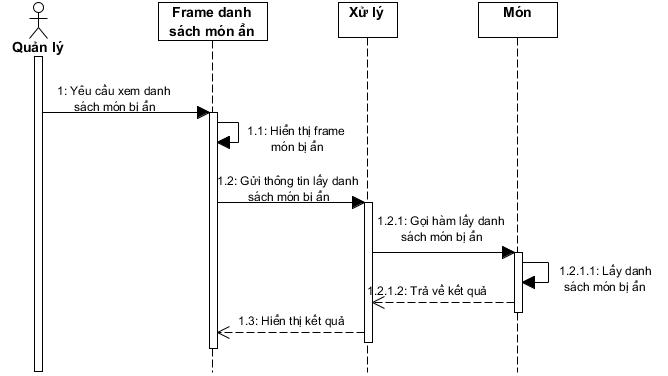 Quản lý
Frame danh
sách món ẩn
Xử lý
Món
1: Yêu cầu xem danh
sách món bị ẩn
1.1: Hiển thị frame
món bị ẩn
1.2: Gửi thông tin lấy danh
sách món bị ẩn
1.2.1: Gọi hàm lấy danh
sách món bị ẩn
1.2.1.1: Lấy danh
sách món bị ẩn
1.2.1.2: Trả về kết quả
1.3: Hiển thị kết quả